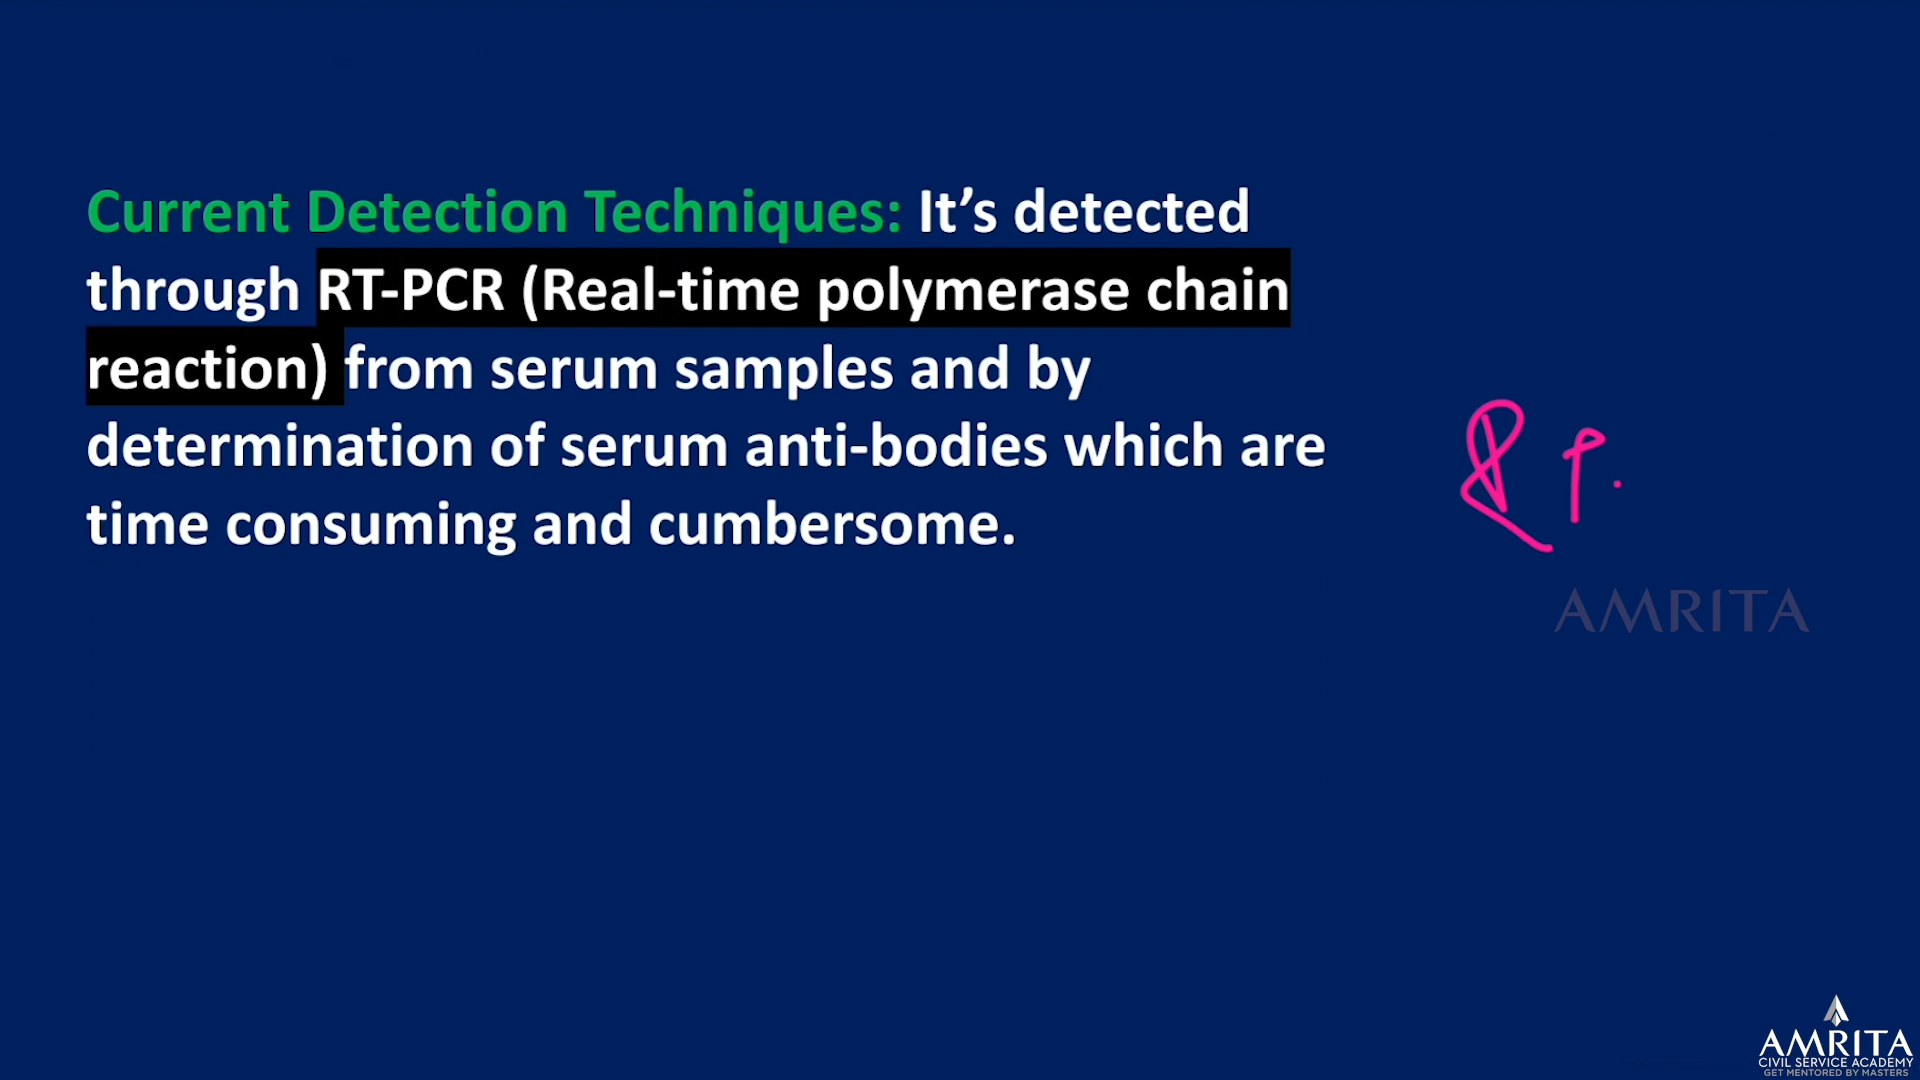 Current Detection Techniques: It’s detected
through RT-PCR (Real-time polymerase chain
reaction) from serum samples and by
determination of serum anti-bodies which are
time consuming and cumbersome.
AMRITA
AMRITA
CIVIL SERVICE ACADEMY
GET MENTORED BY MASTERS